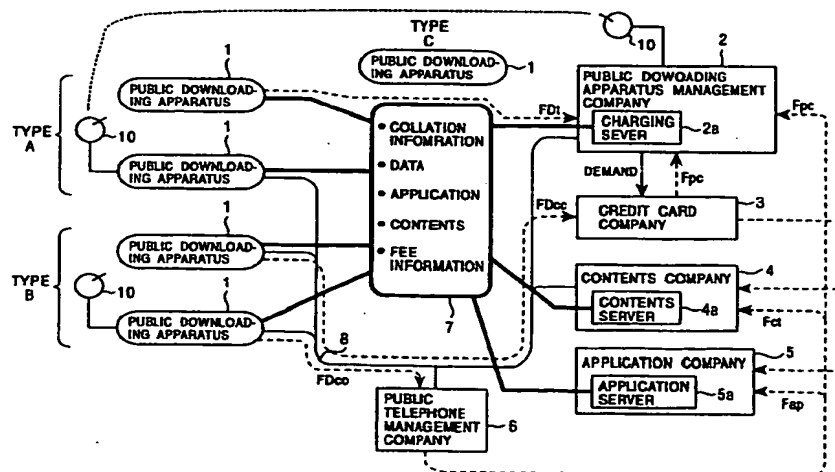 TYPE
C
10
2
1
PUBLIC DOWNLOAD-
ING APPARATUS
1
PUBLIC DOWNLOAD-
ING APPARATUS
1
PUBLIC DOWOADING
APPARATUS MANAGEMENT
COMPANY
CHARGING
SEVER
2a
FDt
Fpc
TYPE
A
10
1
PUBLIC DOWNLOAD-
ING APPARATUS
• COLLATION
INFOMRATION
• DATA
• APPLICATION
• CONTENTS
• FEE
INFORMATION
7
DEMAND
Fpc
FDcc
CREDIT CARD
COMPANY
3
TYPE
B
10
1
PUBLIC DOWNLOAD-
ING APPARATUS
1
PUBLIC DOWNLOAD-
ING APPARATUS
CONTENTS COMPANY
4
CONTENTS
SERVER
4a
Fct
8
FDco
APPLICATION COMPANY
5
APPLICATION
SERVER
5a
Fap
PUBLIC
TELEPHONE
MANAGEMENT
COMPANY
6